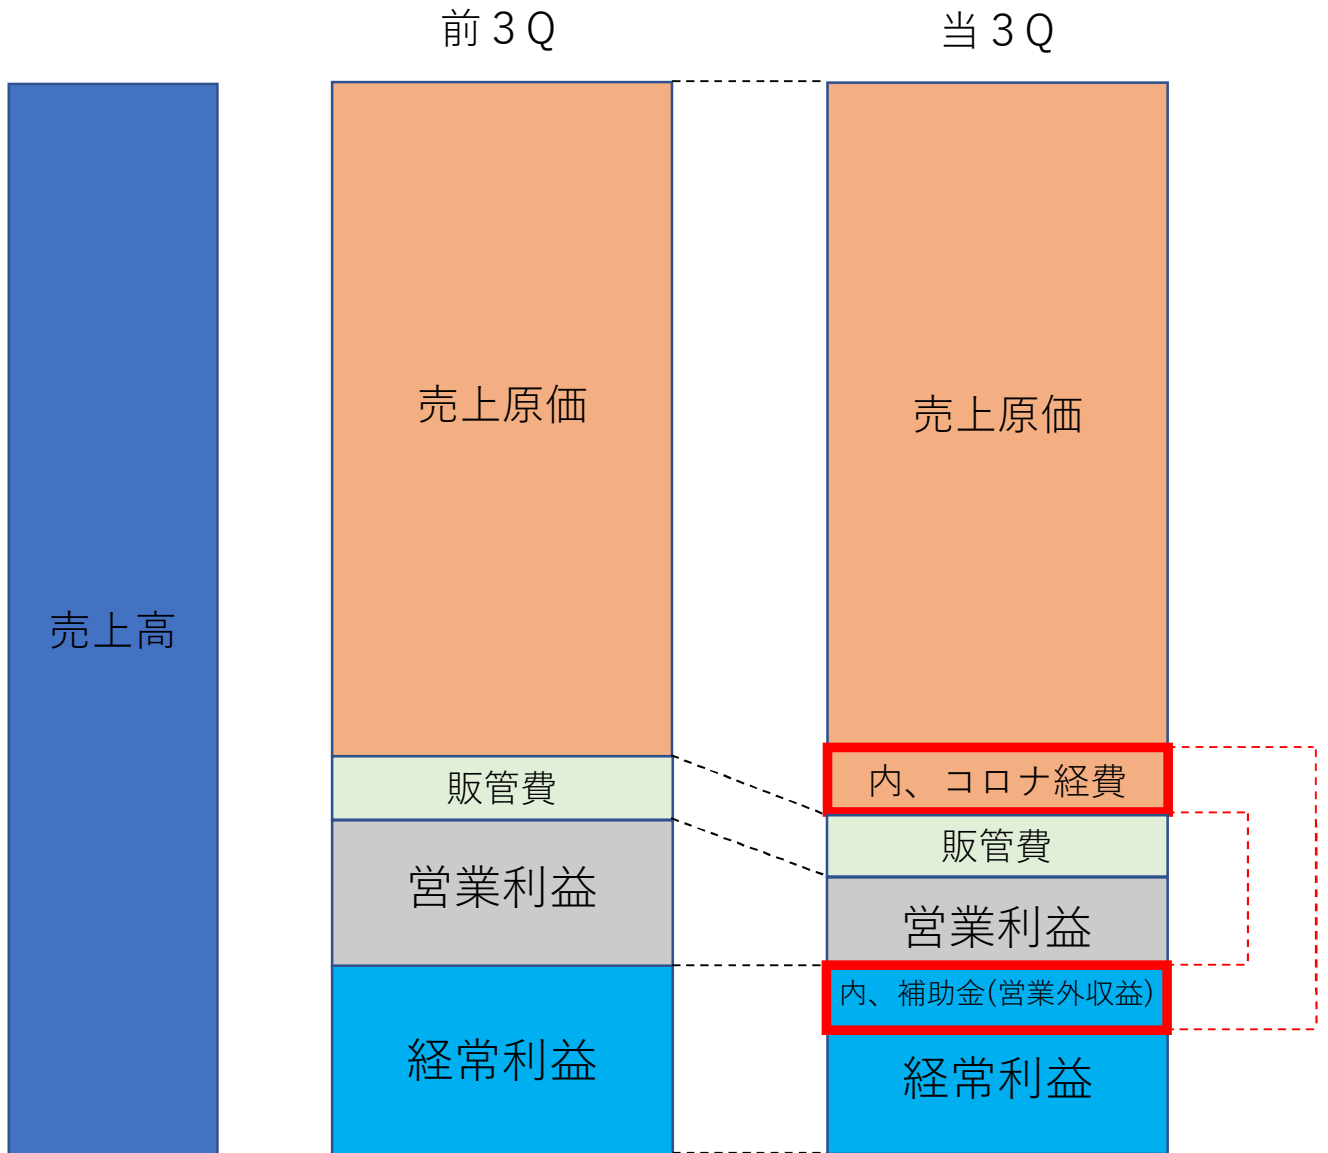 前３Ｑ
当３Ｑ
売上高
売上原価
販管費
営業利益
経常利益
売上原価
内、コロナ経費
販管費
営業利益
内、補助金(営業外収益)
経常利益